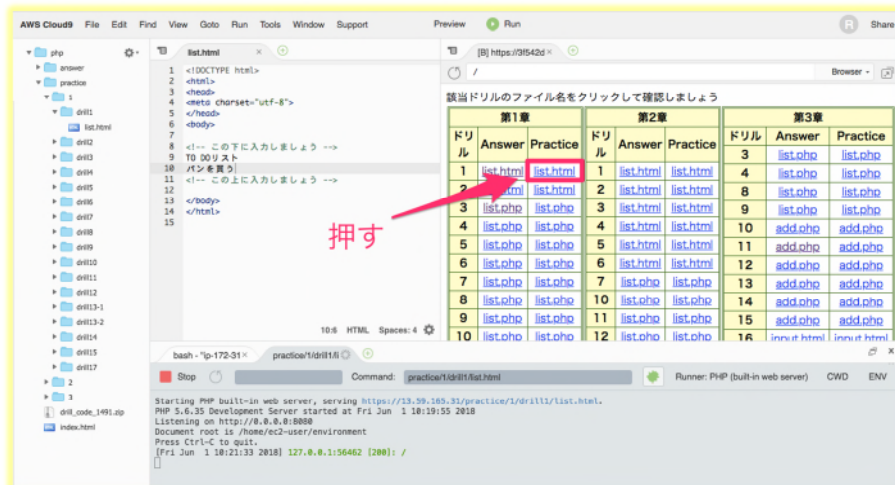 AWS Cloud9 File Edit Find View Goto Run Tools Window Support Preview Run R Share
php
answer
practice
1
drill1
list.html
drill2
drill3
drill4
drill5
drill6
drill7
drill8
drill9
drill10
drill11
drill12
drill13-1
drill13-2
drill14
drill15
drill17
2
3
drill_code_1491.zip
index.html
list.html ×
1 <!DOCTYPE html>
2 <html>
3 <head>
4 <meta charset="utf-8">
5 </head>
6 <body>
7
8 <!-- この下に入力しましょう -->
9 TO DOリスト
10 パンを買う
11 <!-- この上に入力しましょう -->
12
13 </body>
14 </html>
15
10:6 HTML Spaces: 4
[B] https://3f542d ×
/ Browser
該当ドリルのファイル名をクリックして確認しましょう
第1章 第2章 第3章
ドリル Answer Practice ドリル Answer Practice ドリル Answer Practice
1 list.html list.html 1 list.html list.html 3 list.php list.php
2 html list.html 2 list.html list.html 4 list.php list.php
3 list.php list.php 3 list.html list.html 8 list.php list.php
4 list.php list.php 4 list.html list.html 9 list.php list.php
5 list.php list.php 5 list.html list.html 10 add.php add.php
6 list.php list.php 6 list.html list.html 11 add.php add.php
7 list.php list.php 7 list.php list.php 12 add.php add.php
8 list.php list.php 10 list.php list.php 13 add.php add.php
9 list.php list.php 11 list.php list.php 14 add.php add.php
10 list.php list.php 12 list.php list.php 15 add.php add.php
16 input.html input.html
押す
bash - "ip-172-31 × practice/1/drill1/li
Stop Command: practice/1/drill1/list.html Runner: PHP (built-in web server) CWD ENV
Starting PHP built-in web server, serving https://13.59.165.31/practice/1/drill1/list.html.
PHP 5.6.35 Development Server started at Fri Jun 1 10:19:55 2018
Listening on http://0.0.0.0:8080
Document root is /home/ec2-user/environment
Press Ctrl-C to quit.
[Fri Jun 1 10:21:33 2018] 127.0.0.1:56462 [200]: /